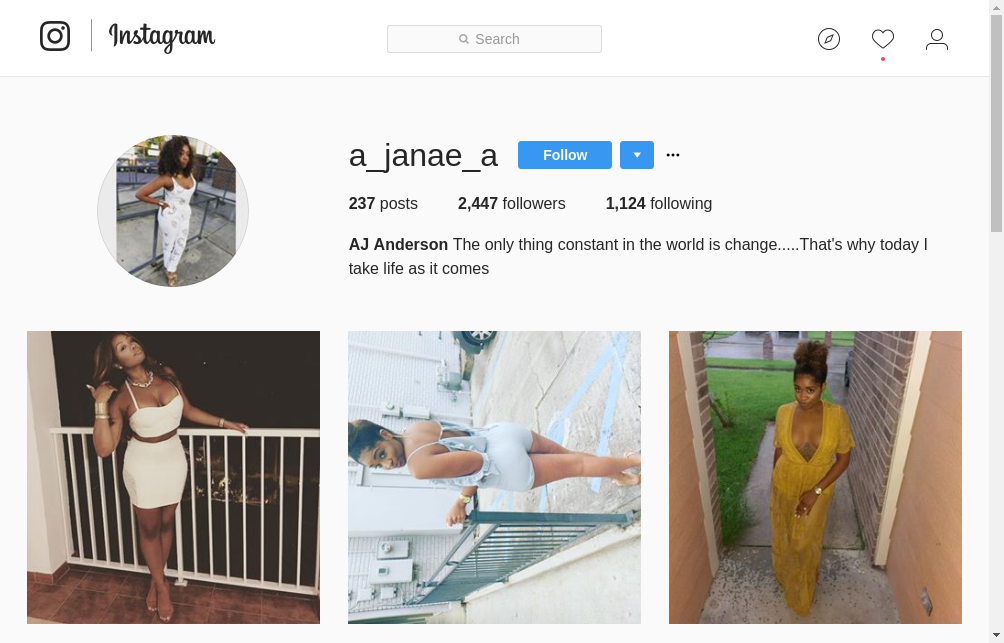 Instagram
Search
a_janae_a
Follow
237 posts
2,447 followers
1,124 following
AJ Anderson The only thing constant in the world is change.....That's why today I
take life as it comes